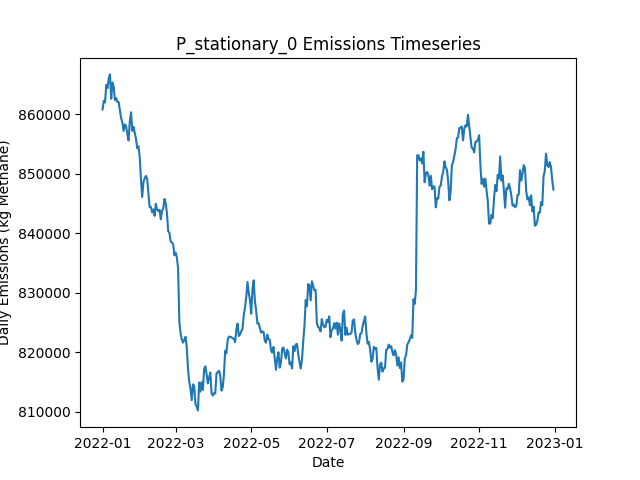 P_stationary_0 Emissions Timeseries
Daily Emissions (kg Methane)
860000
850000
840000
830000
820000
810000
2022-01 2022-03 2022-05 2022-07 2022-09 2022-11 2023-01
Date